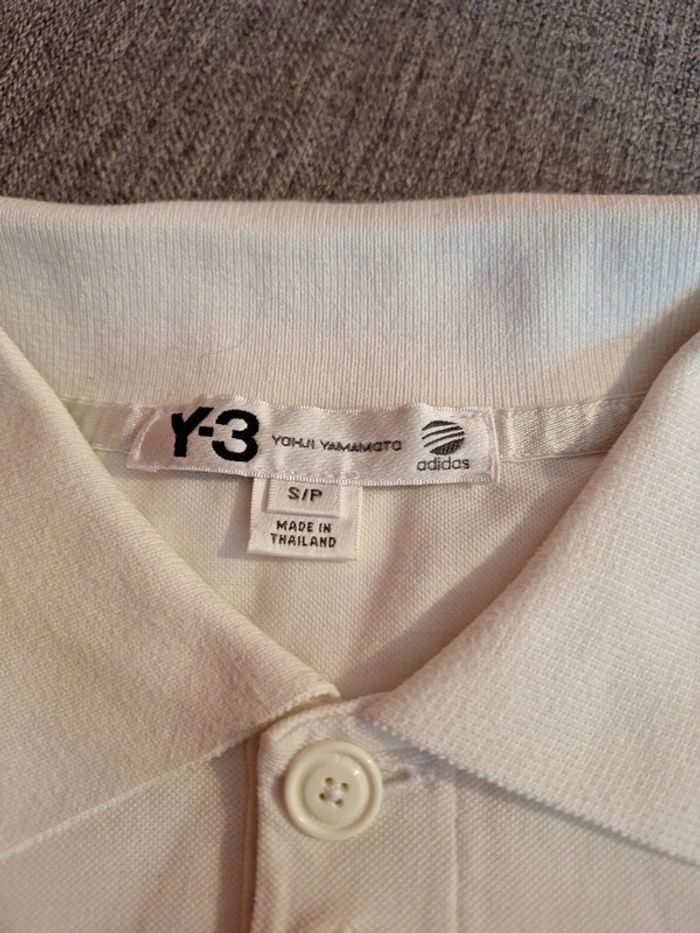 Y-3 YOHJI YAMAMOTO adidas
S/P
MADE IN
THAILAND